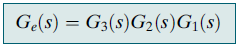 Gₑ(s) = G₃(s)G₂(s)G₁(s)